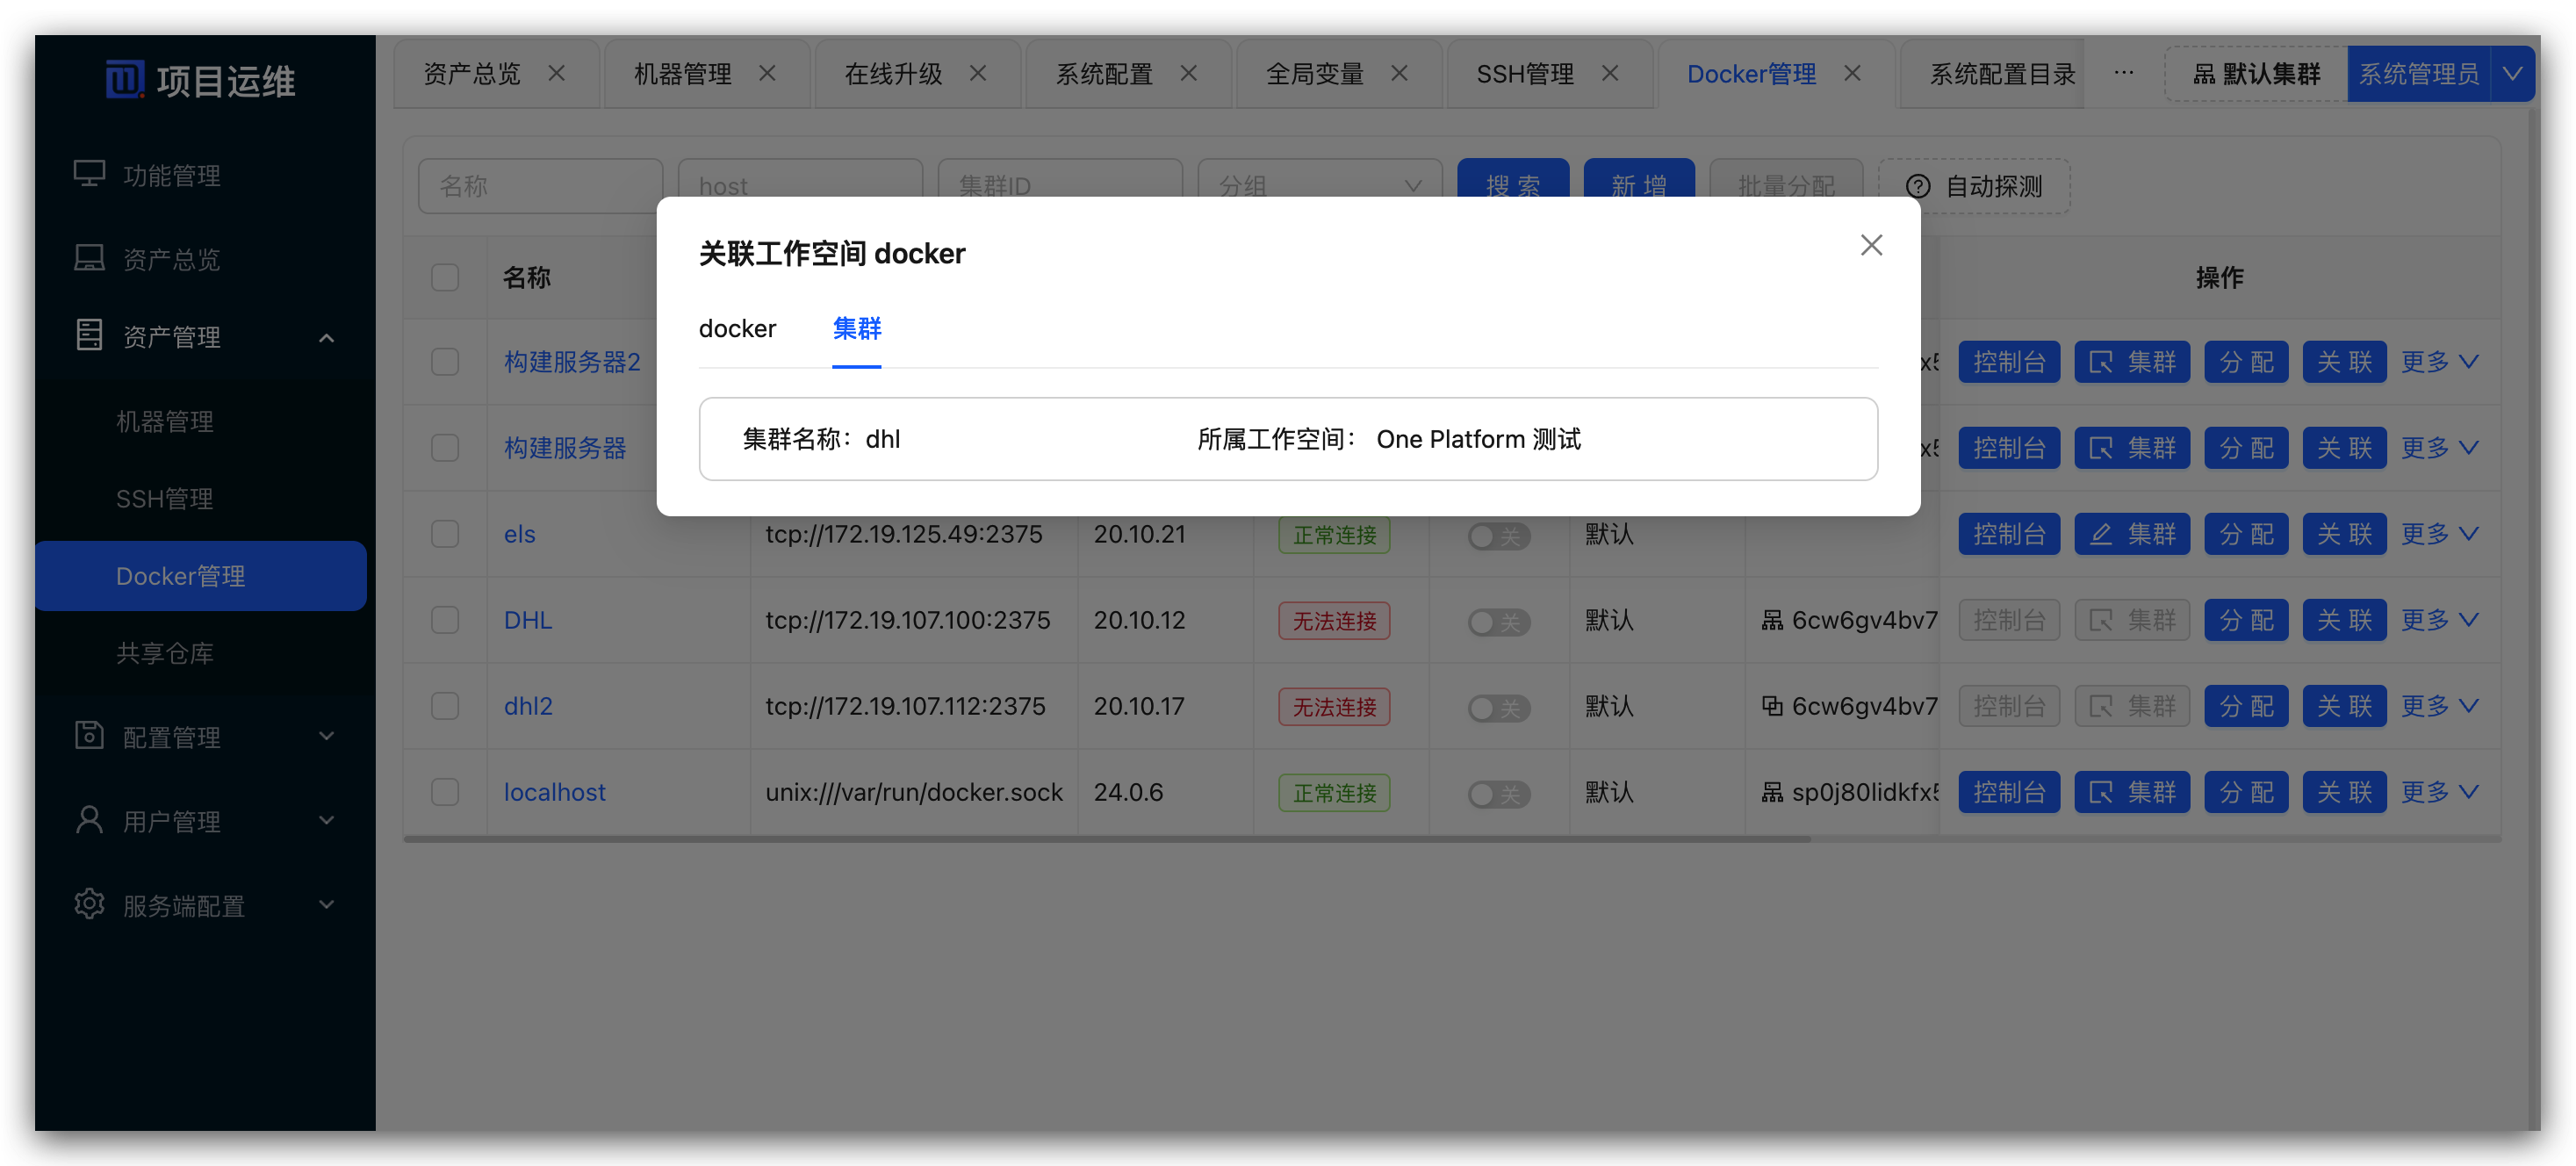 项目运维
资产总览 机器管理 在线升级 系统配置 全局变量 SSH管理 Docker管理 系统配置目录 ··· 默认集群 系统管理员
功能管理
资产总览
资产管理
机器管理
SSH管理
Docker管理
共享仓库
配置管理
用户管理
服务端配置
名称 host 集群ID 分组 搜 索 新 增 批量分配 自动探测
关联工作空间 docker
docker 集群
集群名称：dhl 所属工作空间： One Platform 测试
名称 操作
构建服务器2 x5 控制台 集群 分 配 关 联 更多
构建服务器 x5 控制台 集群 分 配 关 联 更多
els tcp://172.19.125.49:2375 20.10.21 正常连接 关 默认 控制台 集群 分 配 关 联 更多
DHL tcp://172.19.107.100:2375 20.10.12 无法连接 关 默认 6cw6gv4bv7 控制台 集群 分 配 关 联 更多
dhl2 tcp://172.19.107.112:2375 20.10.17 无法连接 关 默认 6cw6gv4bv7 控制台 集群 分 配 关 联 更多
localhost unix:///var/run/docker.sock 24.0.6 正常连接 关 默认 sp0j80lidkfx5 控制台 集群 分 配 关 联 更多